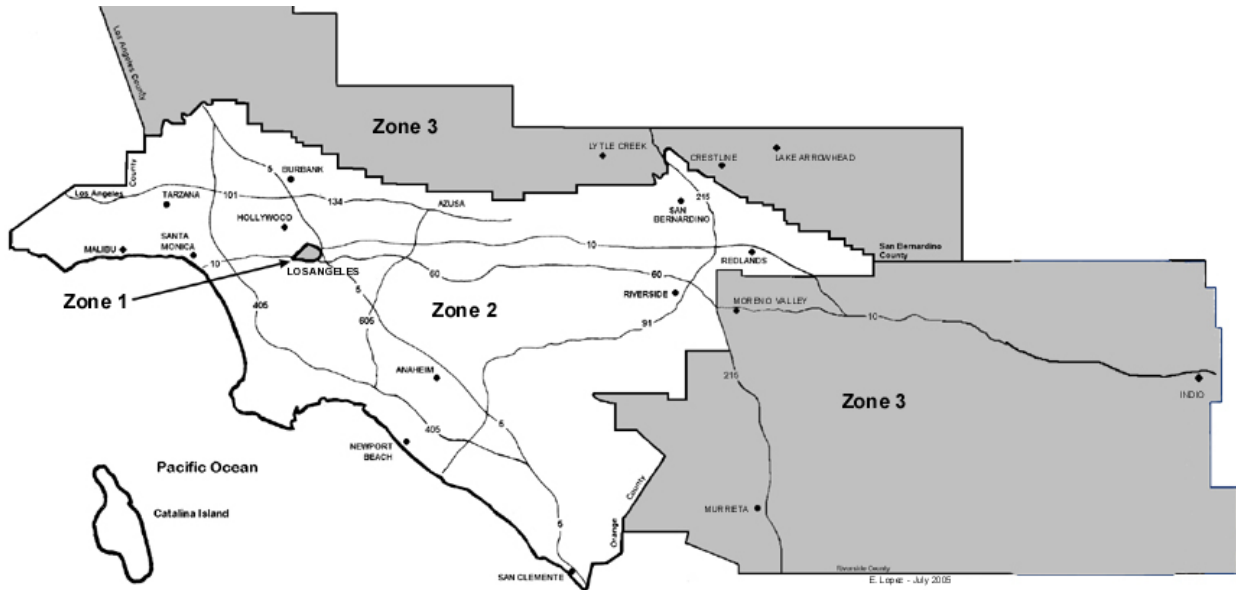 Los Angeles County
Zone 3
LYTLE CREEK
CRESTLINE
LAKE ARROWHEAD
County
Los Angeles
5
BURBANK
TARZANA
101
134
AZUSA
215
SAN
BERNARDINO
HOLLYWOOD
SANTA
MONICA
MALIBU
10
10
LOS ANGELES
60
60
REDLANDS
San Bernardino
County
Zone 1
405
5
605
Zone 2
RIVERSIDE
91
MORENO VALLEY
10
ANAHEIM
215
Zone 3
INDIO
405
5
NEWPORT
BEACH
Pacific Ocean
Catalina Island
Orange
County
MURRIETA
5
SAN CLEMENTE
Riverside County
E. Lopez - July 2005